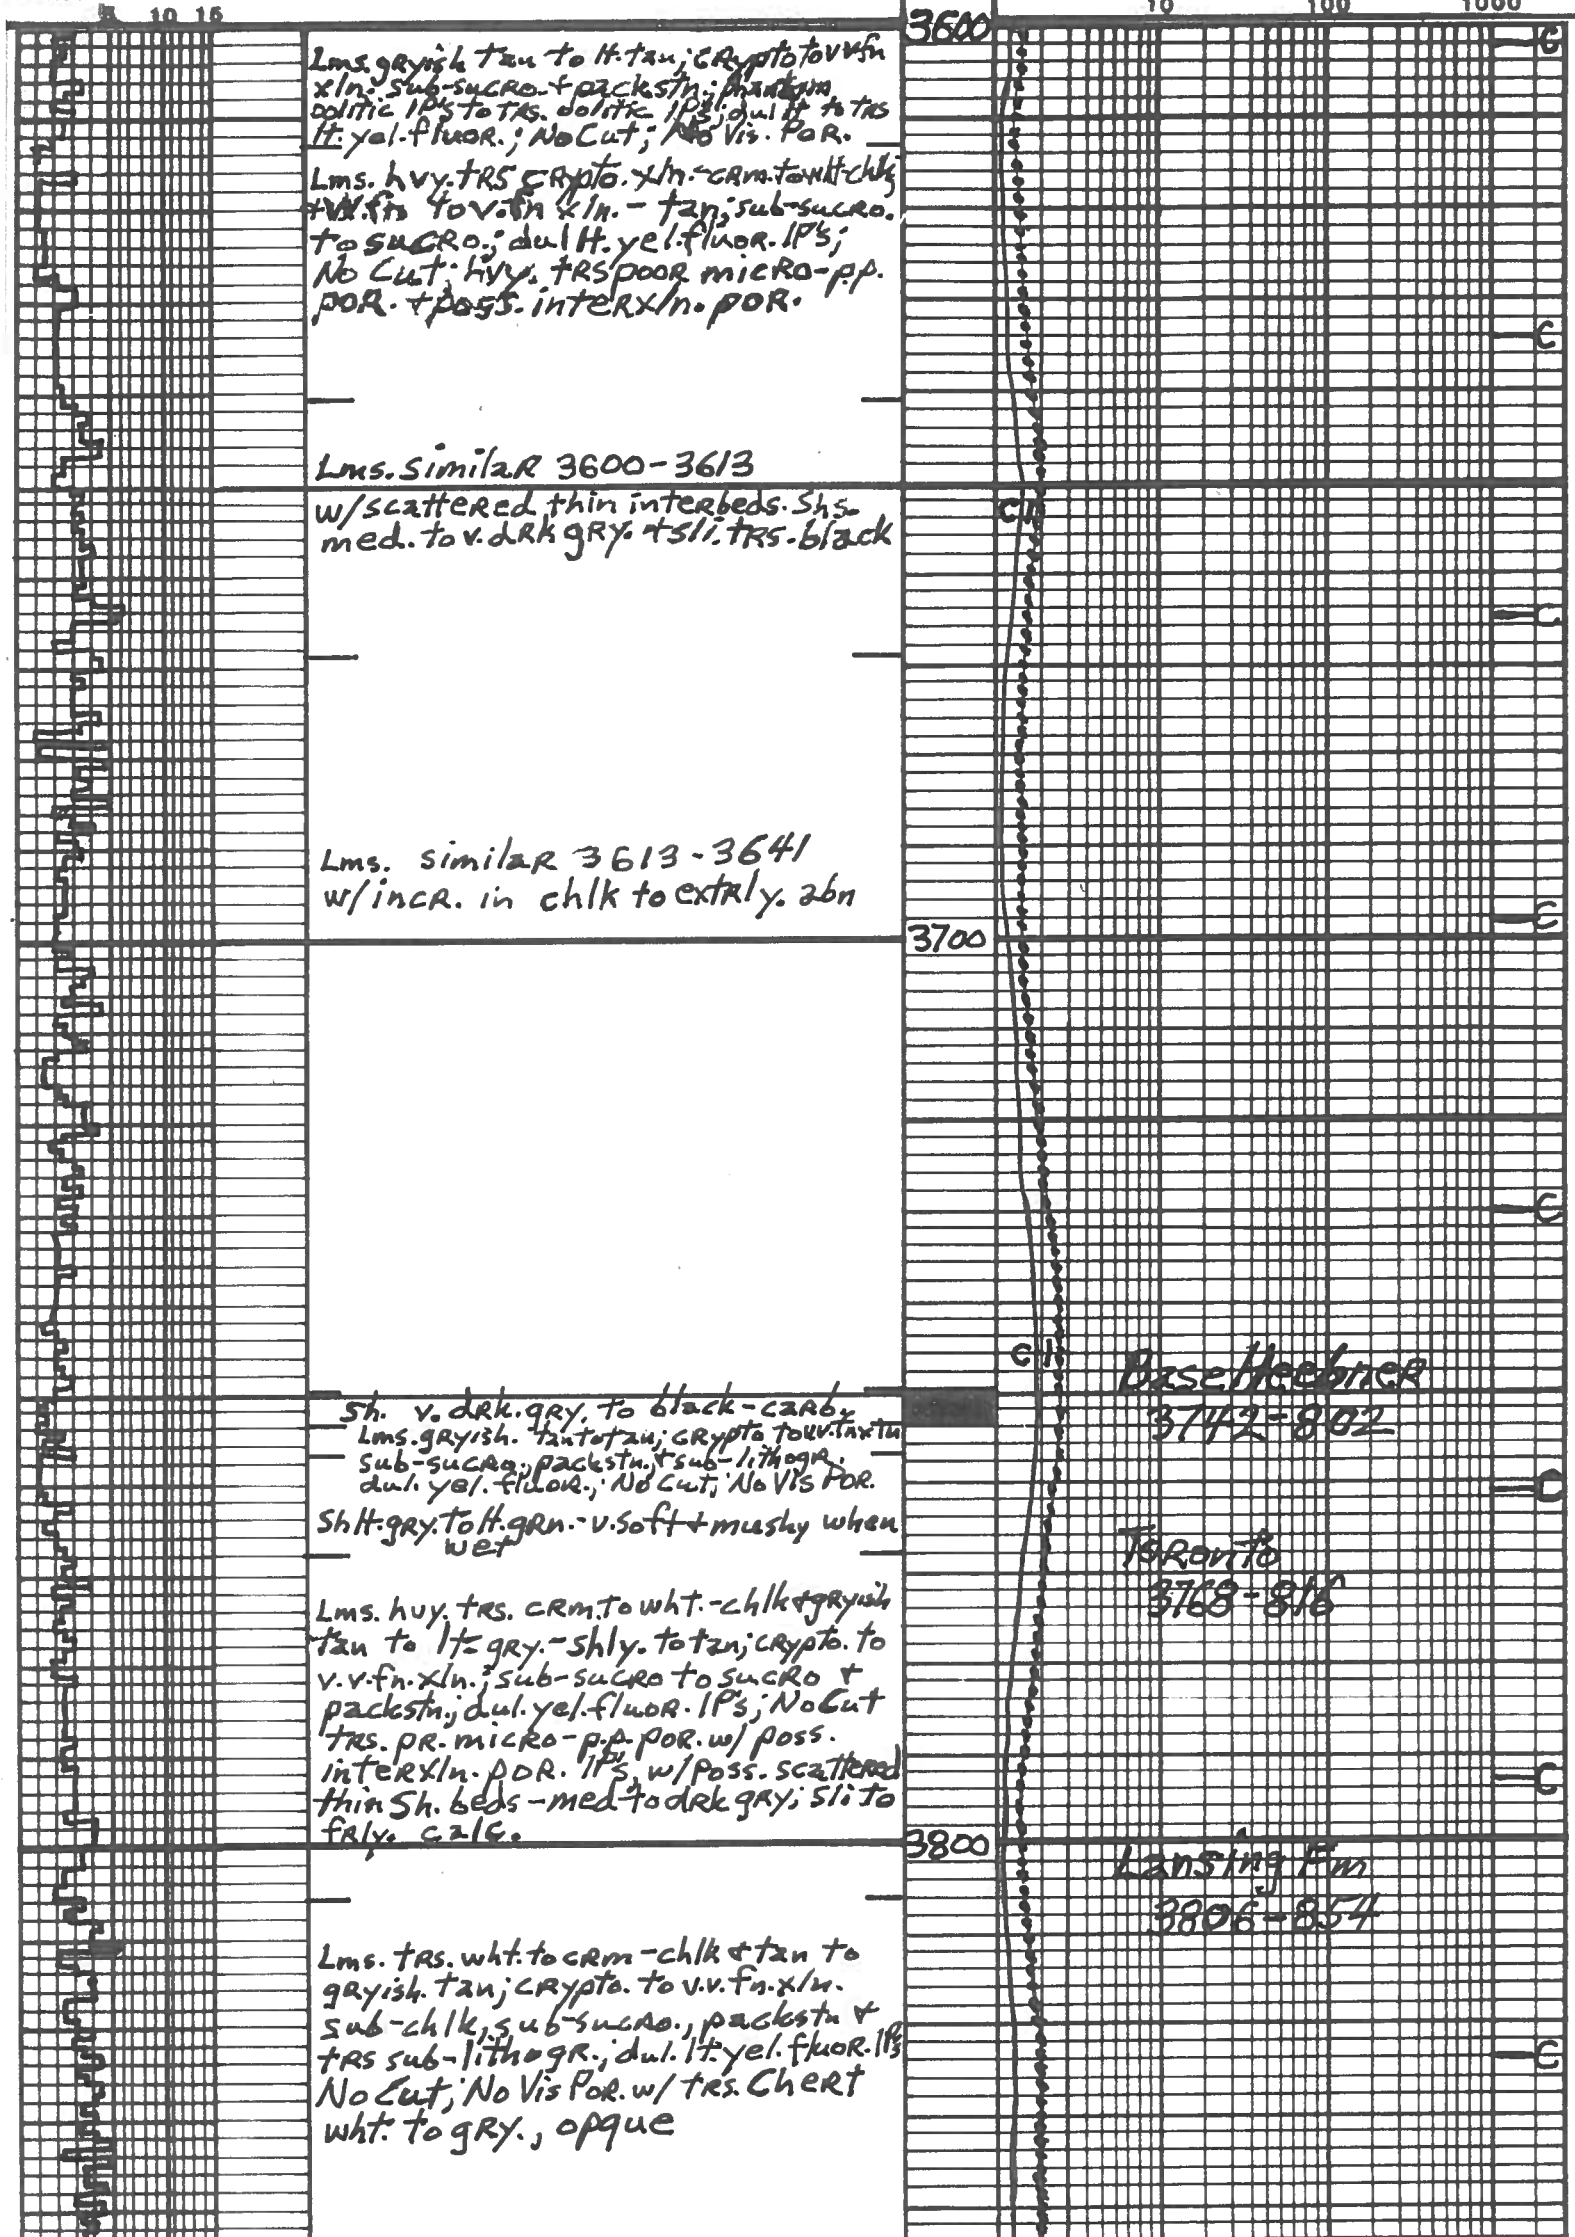 10 15
10 100 1000
3600
Lms. gRyish tan to lt. tan; CRypto to vvfn
xln; sub-sucRo. + packstn.; phantom
oolitic IP's to TRs. oolitic IP's; dul lt to TRS
lt. yel. fluoR.; No Cut; No Vis. PoR.
Lms. hvy. tRS CRypto. xln.-cRm. to wht-chlk
+ VV.fn to v.fn xln. - tan; sub-sucRo.
to sucRo.; dul lt. yel. fluoR. IP's;
No Cut; hvy. tRS pooR micRo-p.p.
poR. + poss. inteRxln. poR.
C
C
Lms. similaR 3600-3613
w/scatteRed thin inteRbeds. Shs-
med. to v. dRk gRy. + sli. tRs. black
C
C
Lms. similaR 3613-3641
w/incR. in chlk to extRly. abn
C
3700
C
C
Base HeebneR
3742-802
Sh. v. dRk. gRy. to black-caRb.
Lms. gRyish. tan to tan; cRypto to vv.fn xln
sub-sucRo.; packstn. + sub-lithogR.
dul. yel. fluoR.; No Cut; No Vis PoR.
C
Sh lt. gRy. to lt. gRn.-v. soft + mushy when
wet
ToRonto
3768-816
Lms. hvy. tRs. cRm. to wht.-chlk + gRyish
tan to lt-gRy.-shly. to tan; cRypto. to
v.v.fn.xln.; sub-sucRo to sucRo +
packstn.; dul. yel. fluoR. IP's; No Cut
tRs. pR. micRo-p.p. poR. w/ poss.
inteRxln. poR. IP's, w/Poss. scatteRed
thin Sh. beds-med to dRk gRy; sli to
fRly. calc.
C
3800
Lansing Fm
3806-854
Lms. tRs. wht. to cRm-chlk + tan to
gRyish. tan; cRypto. to v.v.fn.xln.
sub-chlk, sub-sucRo., packstn +
tRs sub-lithogR.; dul. lt. yel. fluoR. IP's
No Cut; No Vis PoR. w/ tRs. CheRt
wht. to gRy., opque
C